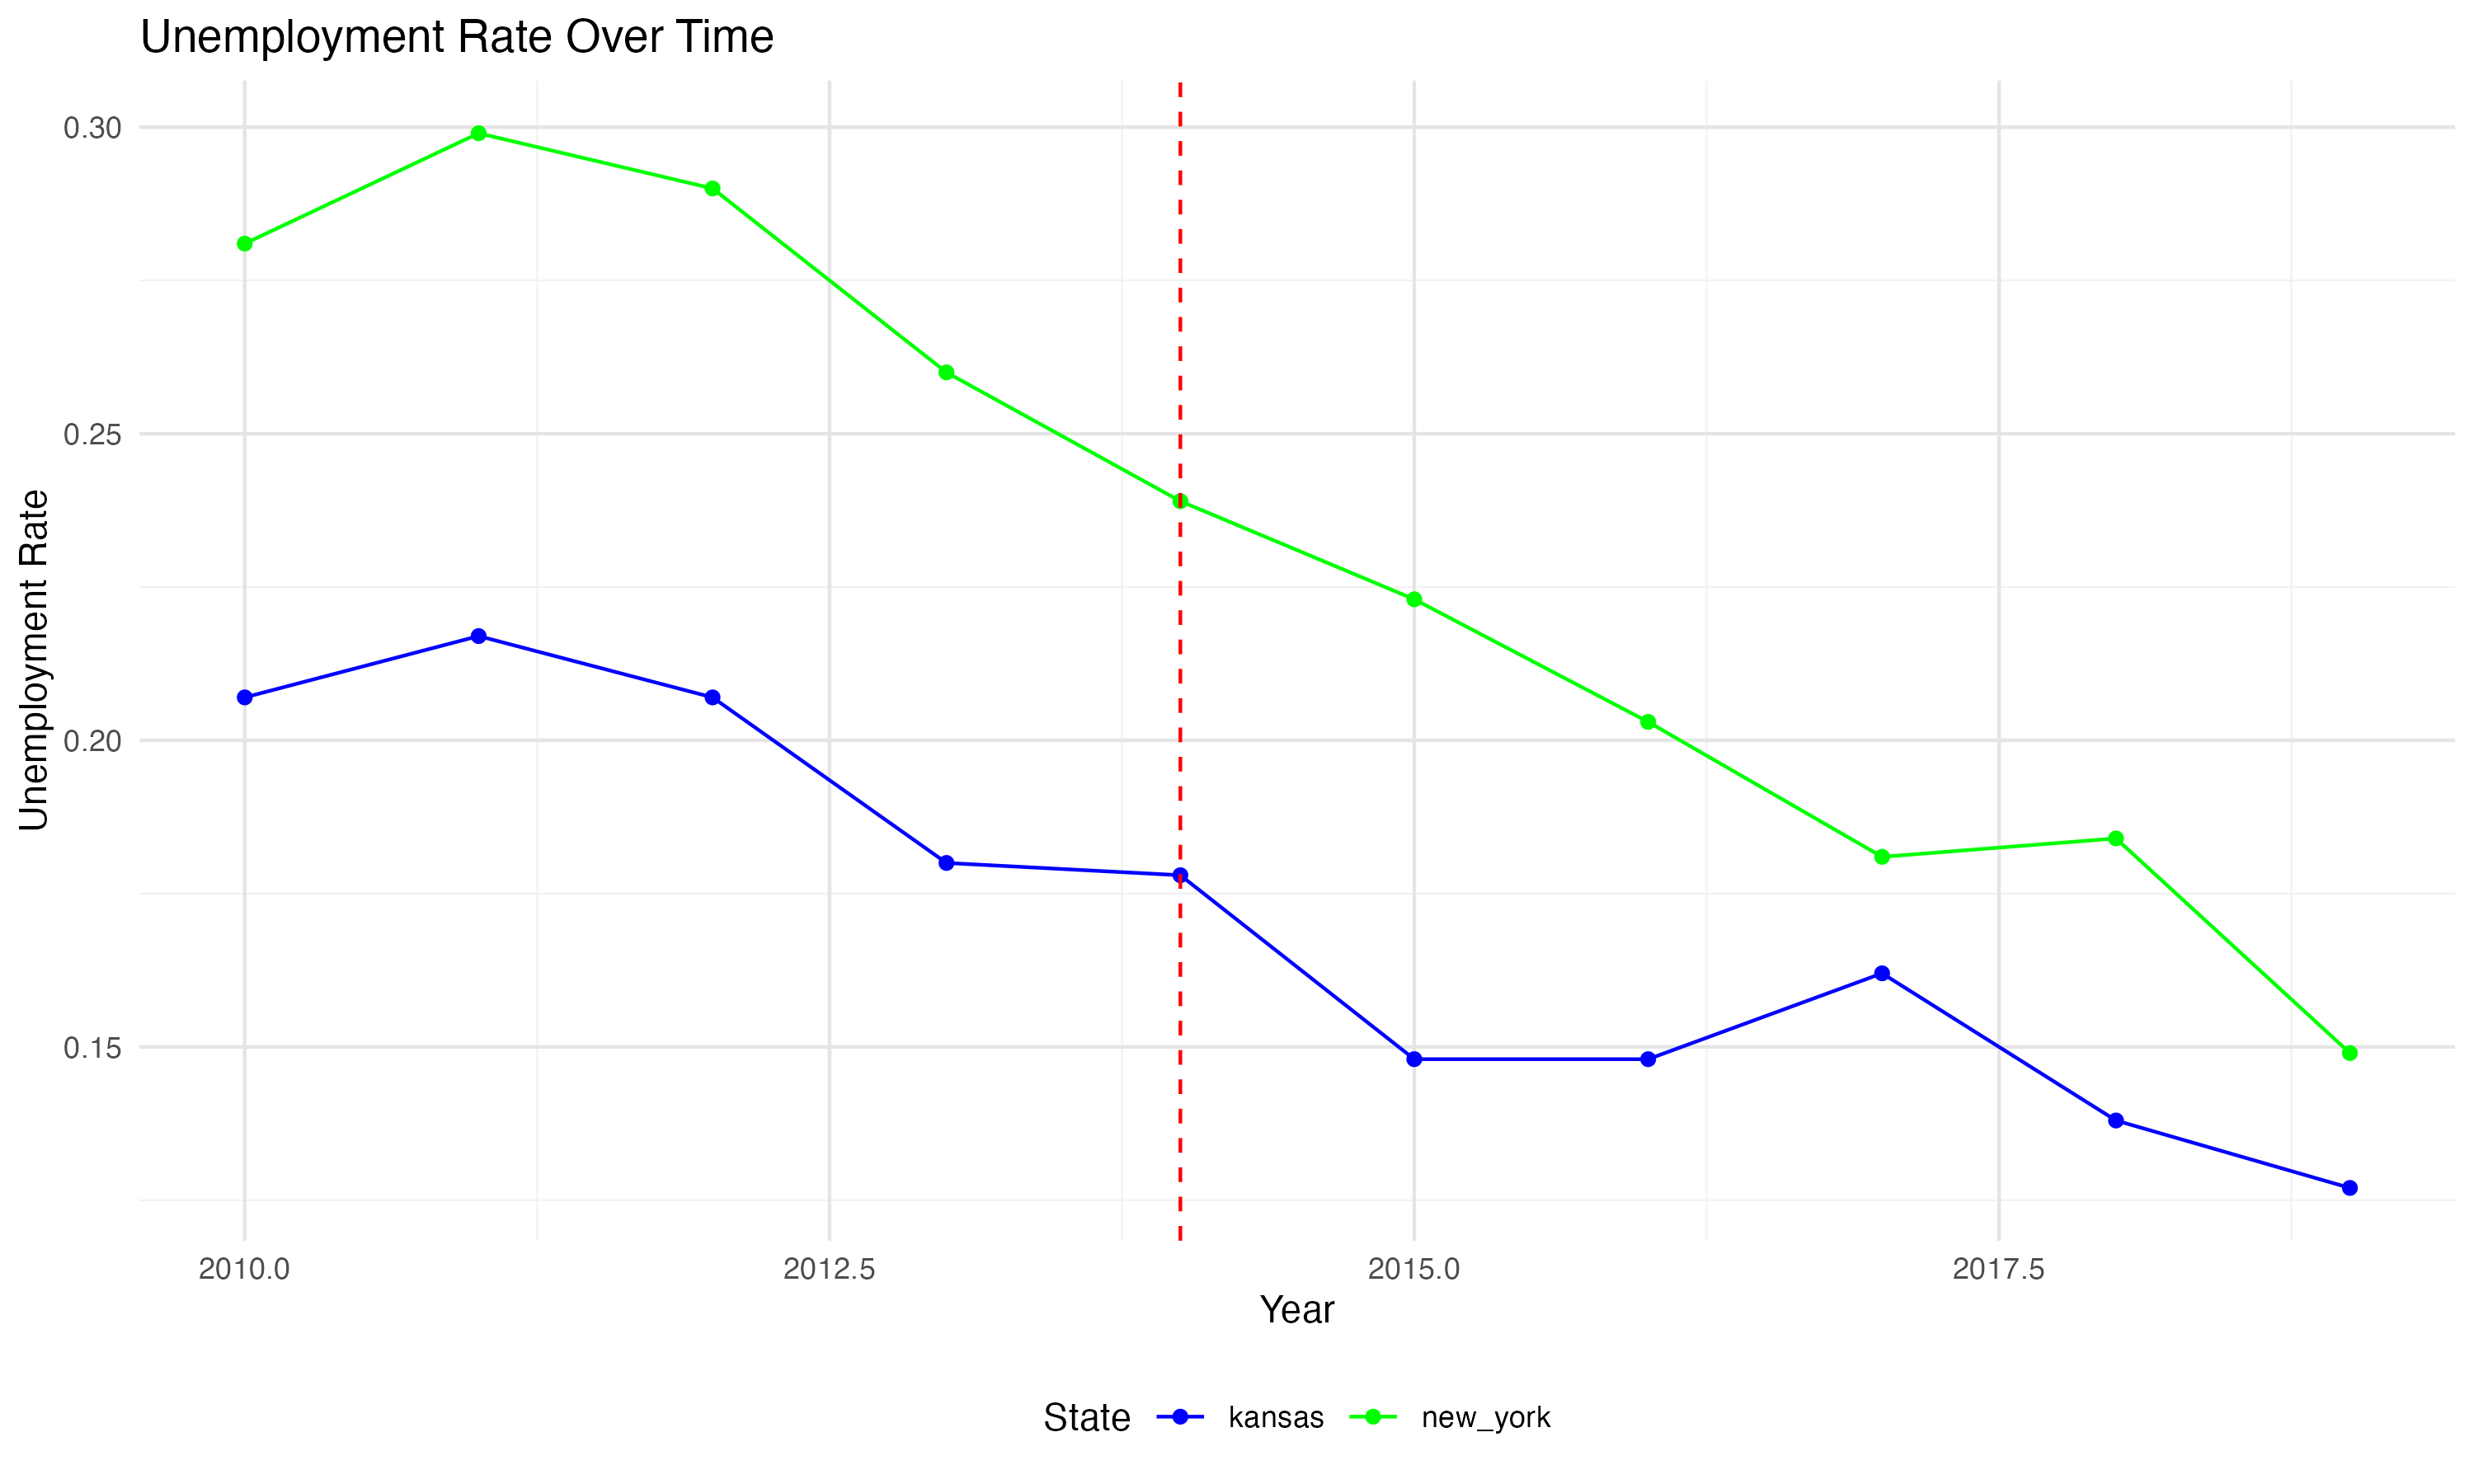 Unemployment Rate Over Time
Unemployment Rate
0.30
0.25
0.20
0.15
2010.0 2012.5 2015.0 2017.5
Year
State kansas new_york